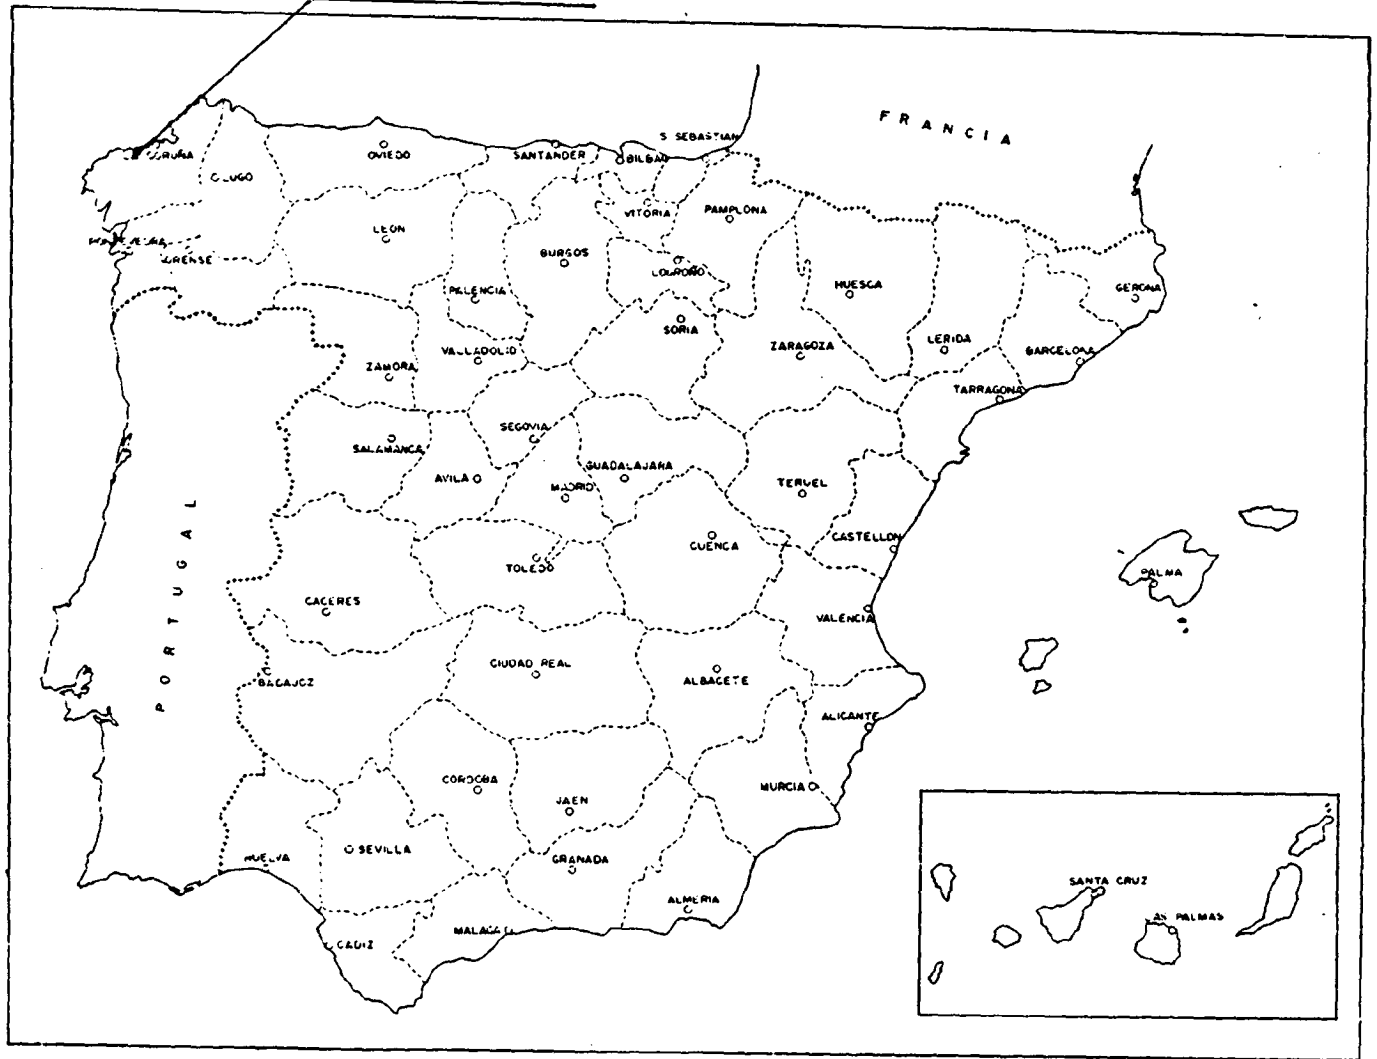 FRANCIA
S. SEBASTIAN
CORUÑA
OVIEDO
SANTANDER
BILBAO
LUGO
VITORIA
PAMPLONA
LEON
PONTEVEDRA
ORENSE
BURGOS
LOGROÑO
PALENCIA
HUESCA
GERONA
SORIA
ZAMORA
VALLADOLID
ZARAGOZA
LERIDA
BARCELONA
TARRAGONA
SALAMANCA
SEGOVIA
AVILA
MADRID
GUADALAJARA
TERUEL
PORTUGAL
TOLEDO
CUENCA
CASTELLON
PALMA
CACERES
VALENCIA
BADAJOZ
CIUDAD REAL
ALBACETE
ALICANTE
CORDOBA
JAEN
MURCIA
HUELVA
SEVILLA
GRANADA
ALMERIA
CADIZ
MALAGA
SANTA CRUZ
LAS PALMAS